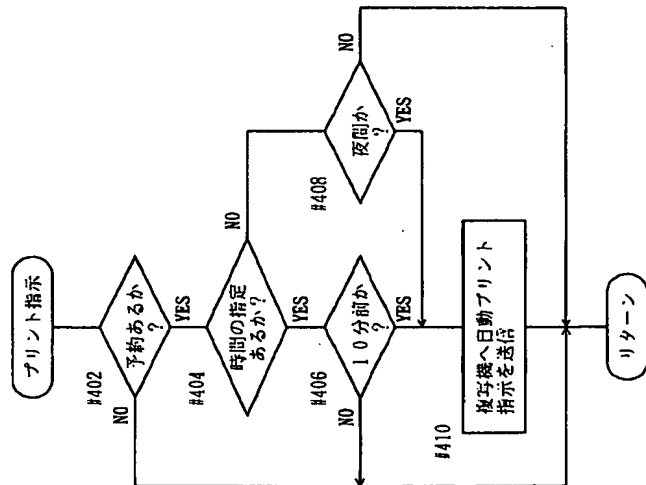 プリント指示
#402
予約あるか
?
NO
YES
#404
時間の指定
あるか?
NO
YES
#406
10分前か
?
NO
YES
#408
夜間か
?
NO
YES
#410
複写機へ自動プリント
指示を送信
リターン